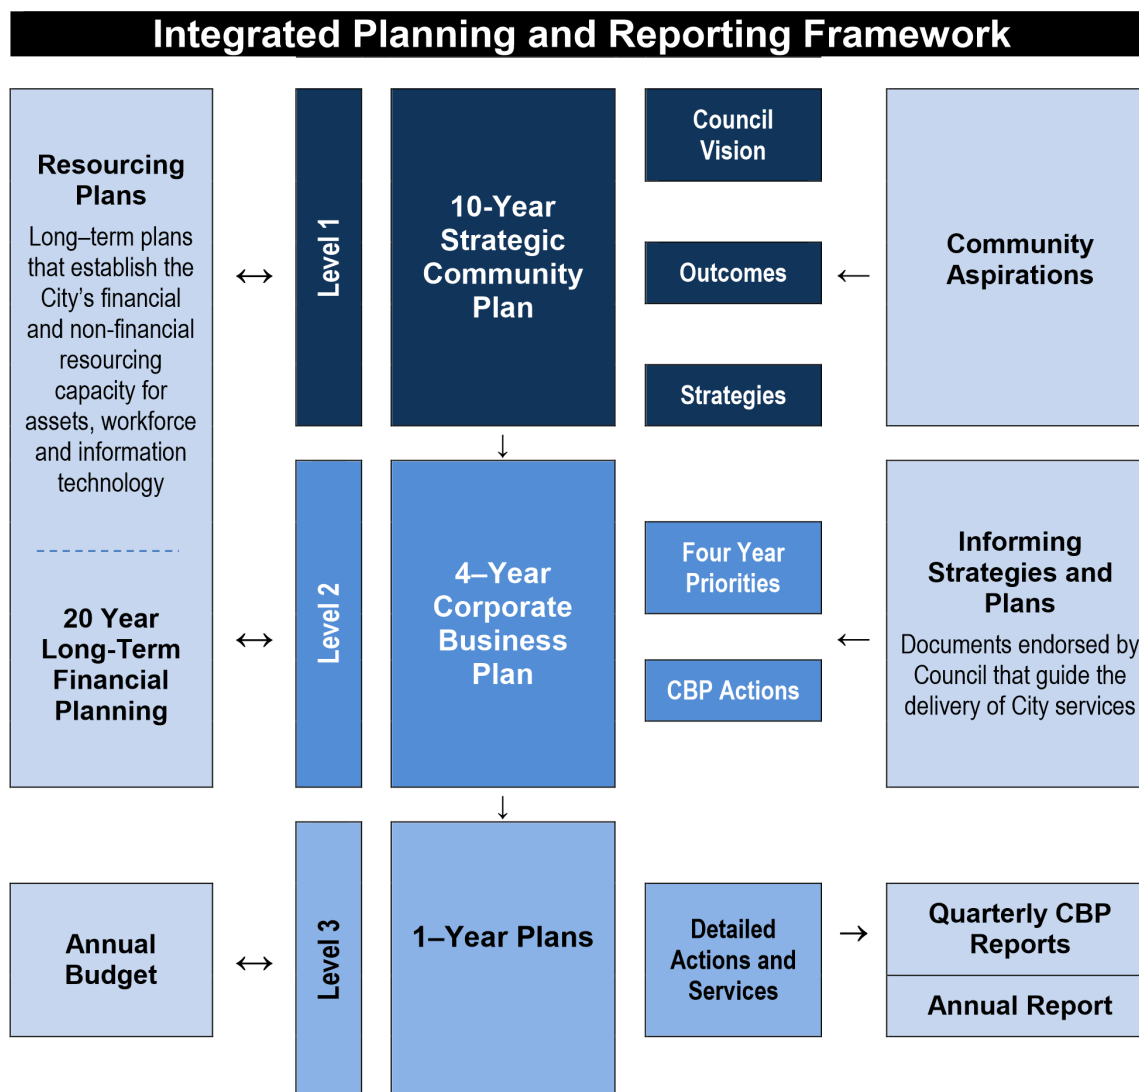 Integrated Planning and Reporting Framework
Resourcing
Plans
Long–term plans
that establish the
City’s financial
and non-financial
resourcing
capacity for
assets, workforce
and information
technology
20 Year
Long-Term
Financial
Planning
Level 1
10-Year
Strategic
Community
Plan
Council
Vision
Outcomes
Strategies
Community
Aspirations
Level 2
4–Year
Corporate
Business
Plan
Four Year
Priorities
CBP Actions
Informing
Strategies and
Plans
Documents endorsed by
Council that guide the
delivery of City services
Annual
Budget
Level 3
1–Year Plans
Detailed
Actions and
Services
Quarterly CBP
Reports
Annual Report